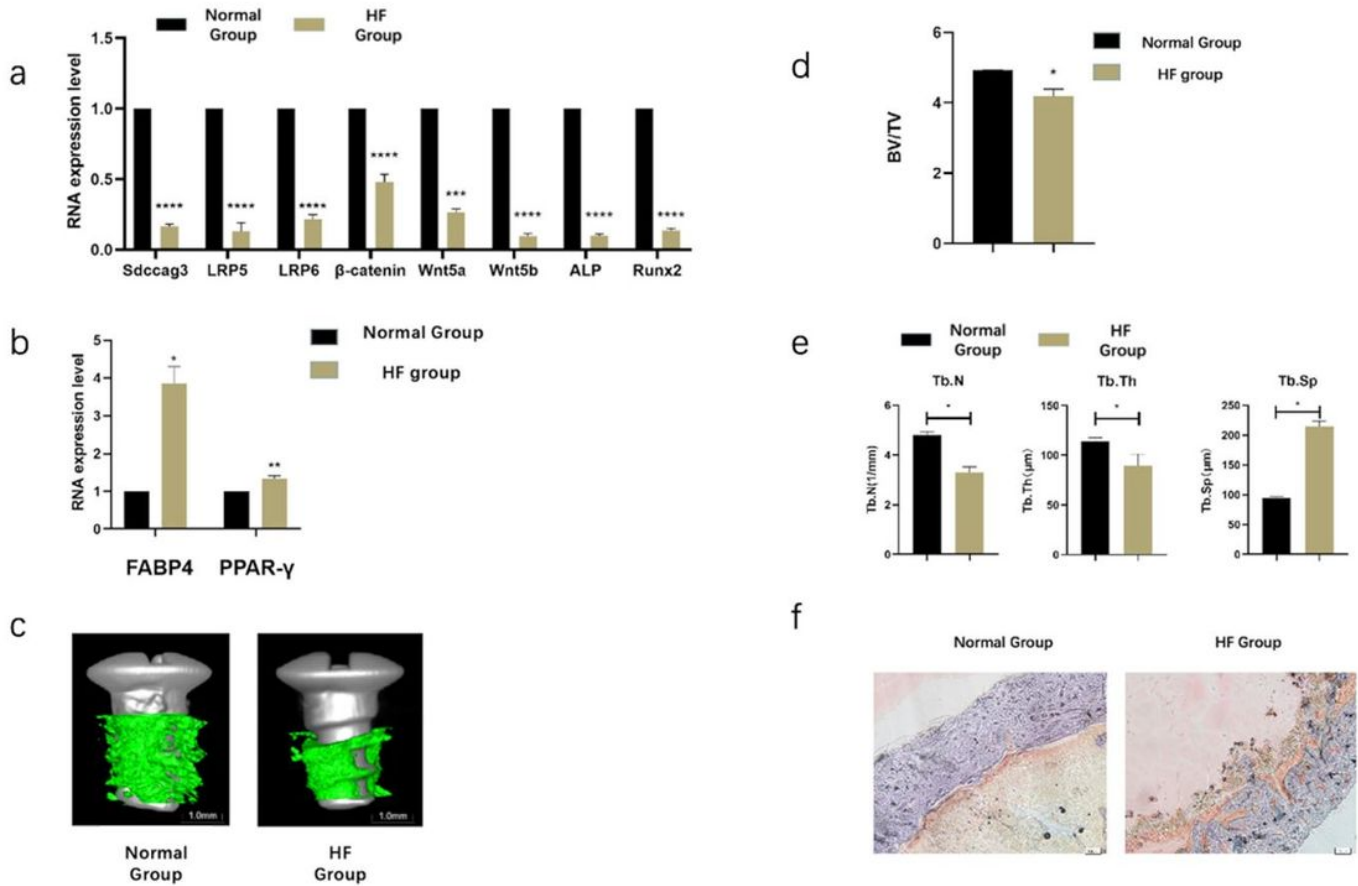 a
Normal Group
HF Group
RNA expression level
1.5
1.0
0.5
0.0
****
****
****
****
***
****
****
****
Sdccag3 LRP5 LRP6 β-catenin Wnt5a Wnt5b ALP Runx2
b
Normal Group
HF group
RNA expression level
5
4
3
2
1
0
*
**
FABP4 PPAR-γ
c
1.0mm
1.0mm
Normal Group
HF Group
d
Normal Group
HF group
BV/TV
6
4
2
0
*
e
Normal Group
HF Group
Tb.N
Tb.N(1/mm)
6
4
2
0
*
Tb.Th
Tb.Th(μm)
150
100
50
0
*
Tb.Sp
Tb.Sp(μm)
250
200
150
100
50
0
*
f
Normal Group
HF Group